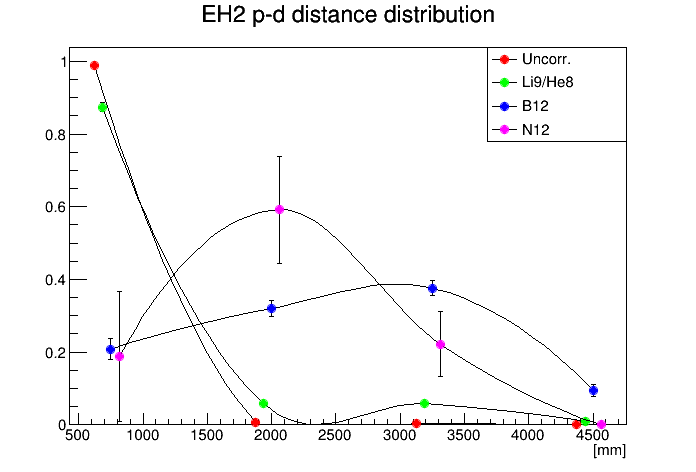 EH2 p-d distance distribution
Uncorr.
Li9/He8
B12
N12
1
0.8
0.6
0.4
0.2
0
500 1000 1500 2000 2500 3000 3500 4000 4500
[mm]